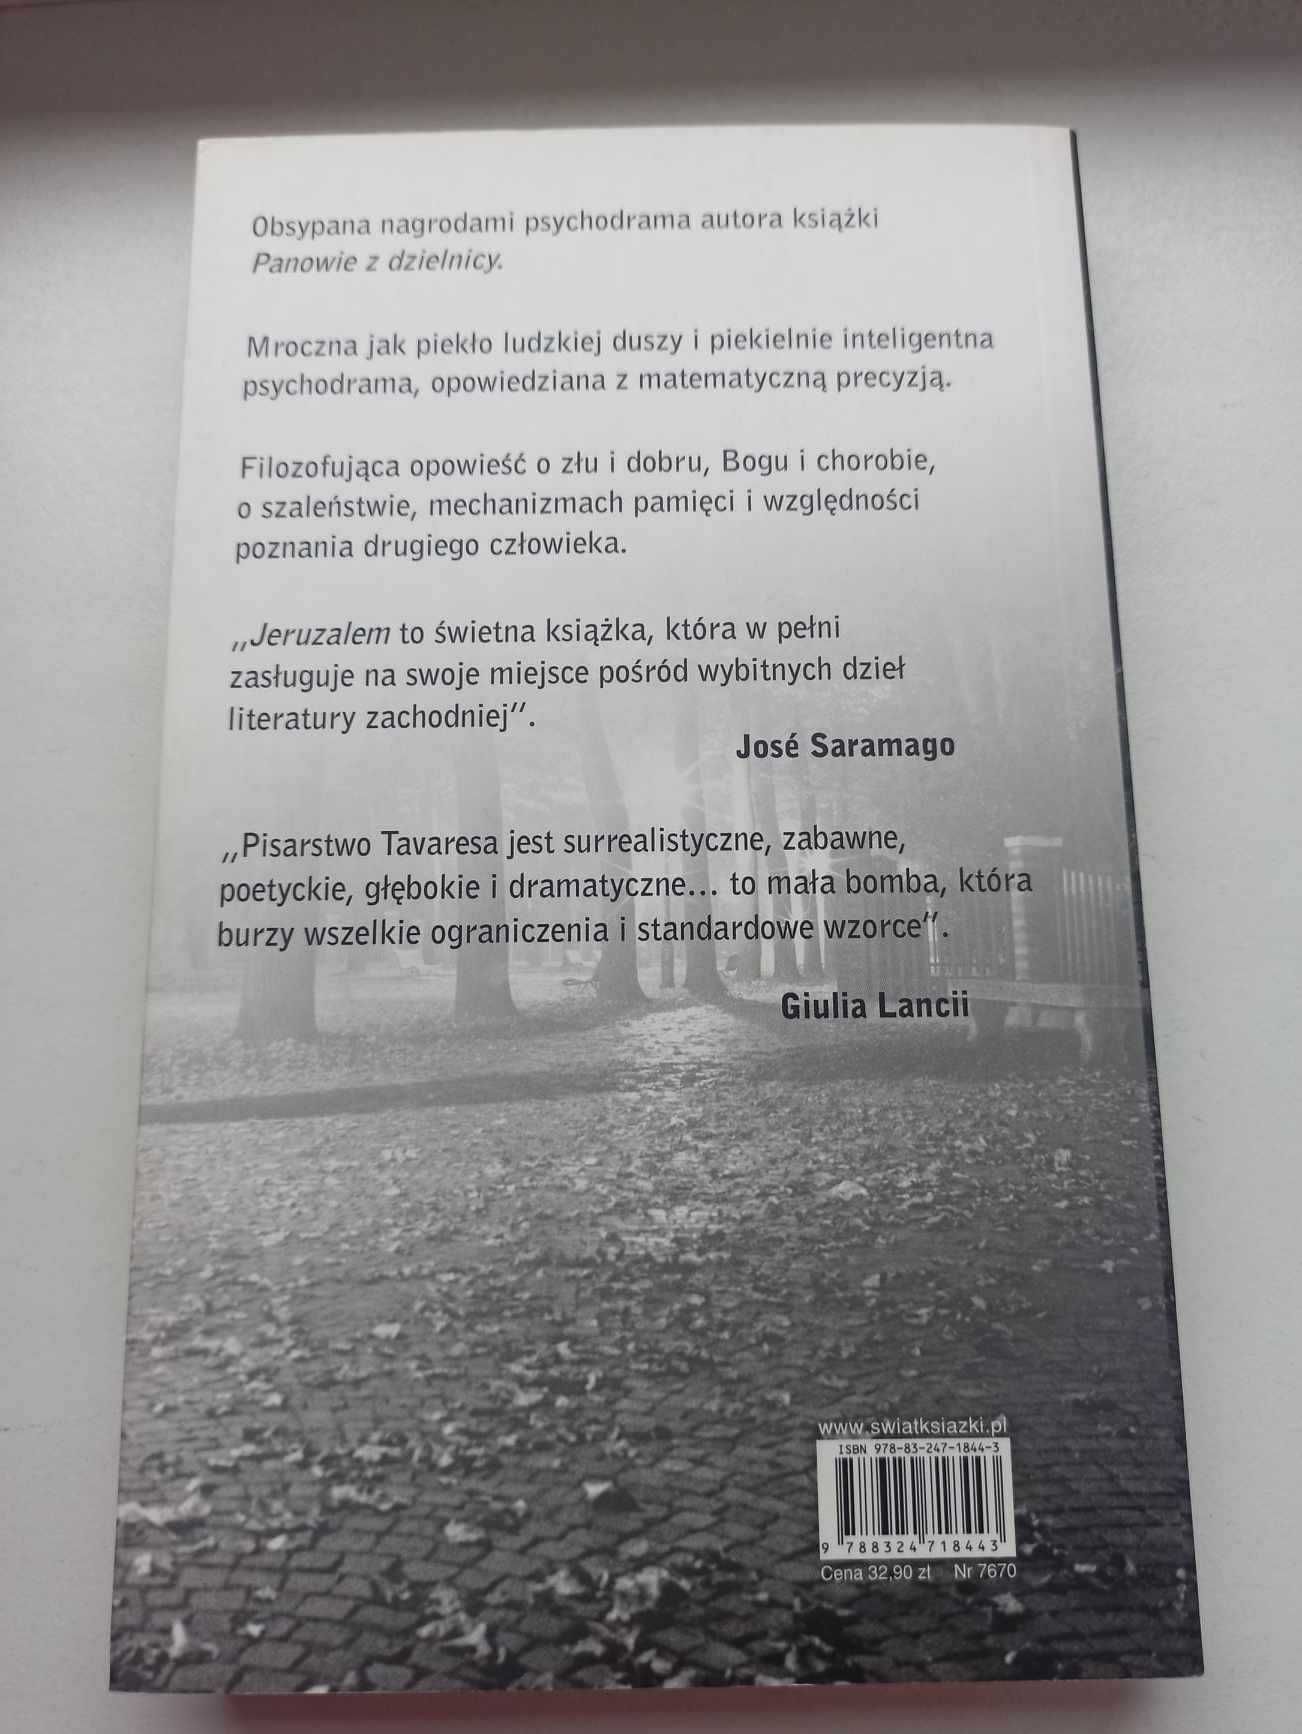 Obsypana nagrodami psychodrama autora książki
Panowie z dzielnicy.
Mroczna jak piekło ludzkiej duszy i piekielnie inteligentna
psychodrama, opowiedziana z matematyczną precyzją.
Filozofująca opowieść o złu i dobru, Bogu i chorobie,
o szaleństwie, mechanizmach pamięci i względności
poznania drugiego człowieka.
„Jeruzalem to świetna książka, która w pełni
zasługuje na swoje miejsce pośród wybitnych dzieł
literatury zachodniej”.
José Saramago
„Pisarstwo Tavaresa jest surrealistyczne, zabawne,
poetyckie, głębokie i dramatyczne... to mała bomba, która
burzy wszelkie ograniczenia i standardowe wzorce”.
Giulia Lancii
www.swiatksiazki.pl
ISBN 978-83-247-1844-3
9 788324 718443
Cena 32,90 zł Nr 7670